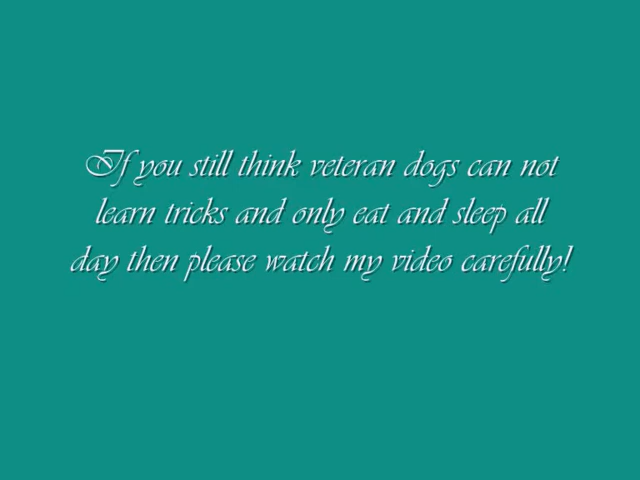 If you still think veteran dogs can not
learn tricks and only eat and sleep all
day then please watch my video carefully!